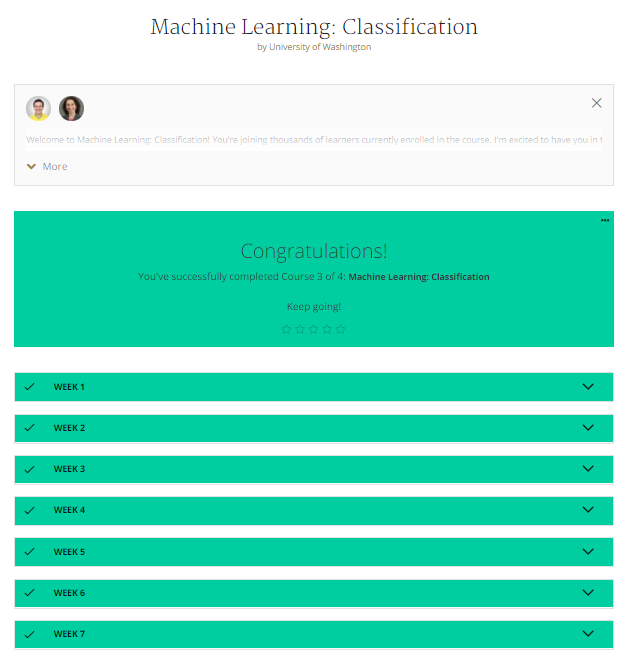 Machine Learning: Classification
by University of Washington
Welcome to Machine Learning: Classification! You're joining thousands of learners currently enrolled in the course. I'm excited to have you in t
More
Congratulations!
You've successfully completed Course 3 of 4: Machine Learning: Classification
Keep going!
WEEK 1
WEEK 2
WEEK 3
WEEK 4
WEEK 5
WEEK 6
WEEK 7